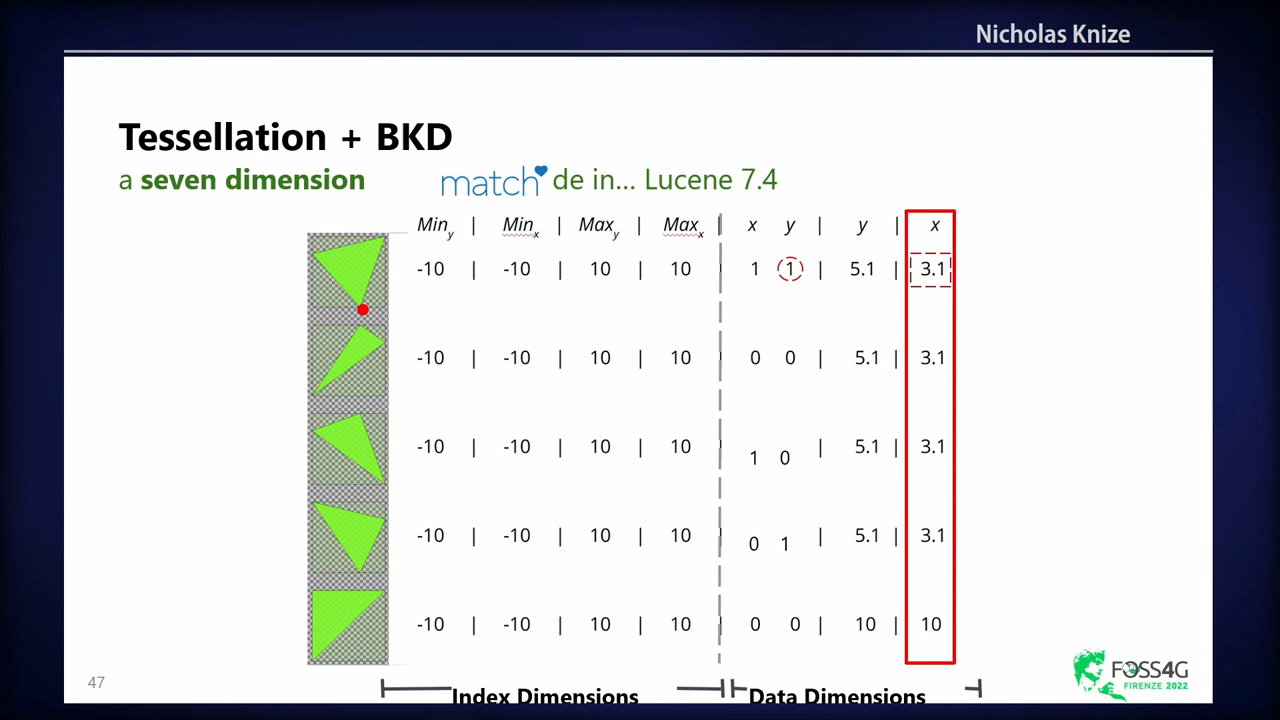 Nicholas Knize
Tessellation + BKD
a seven dimension match de in... Lucene 7.4
Miny | Minx | Maxy | Maxx | x y | y | x
-10 | -10 | 10 | 10 | 1 1 | 5.1 | 3.1
-10 | -10 | 10 | 10 | 0 0 | 5.1 | 3.1
-10 | -10 | 10 | 10 | 1 0 | 5.1 | 3.1
-10 | -10 | 10 | 10 | 0 1 | 5.1 | 3.1
-10 | -10 | 10 | 10 | 0 0 | 10 | 10
Index Dimensions Data Dimensions
47
FOSS4G
FIRENZE 2022